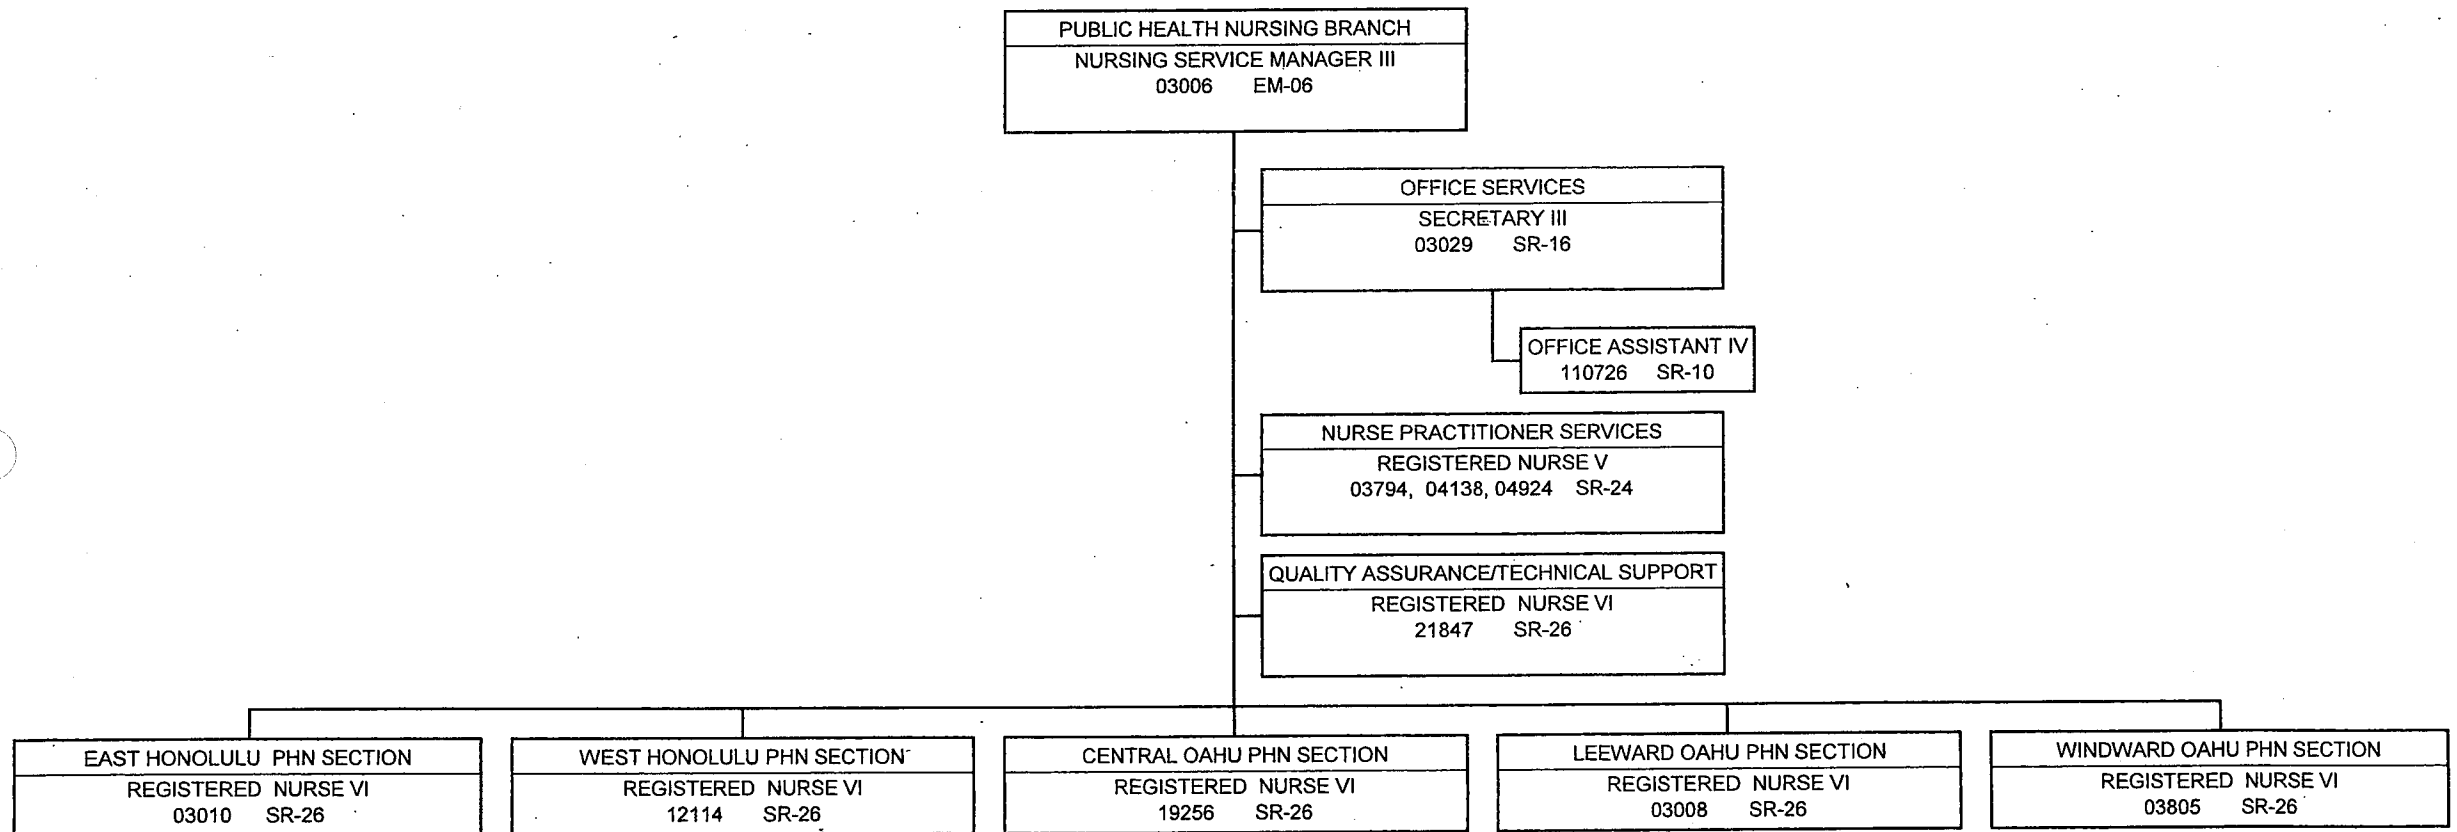 PUBLIC HEALTH NURSING BRANCH
NURSING SERVICE MANAGER III
03006 EM-06
OFFICE SERVICES
SECRETARY III
03029 SR-16
OFFICE ASSISTANT IV
110726 SR-10
NURSE PRACTITIONER SERVICES
REGISTERED NURSE V
03794, 04138, 04924 SR-24
QUALITY ASSURANCE/TECHNICAL SUPPORT
REGISTERED NURSE VI
21847 SR-26
EAST HONOLULU PHN SECTION
REGISTERED NURSE VI
03010 SR-26
WEST HONOLULU PHN SECTION
REGISTERED NURSE VI
12114 SR-26
CENTRAL OAHU PHN SECTION
REGISTERED NURSE VI
19256 SR-26
LEEWARD OAHU PHN SECTION
REGISTERED NURSE VI
03008 SR-26
WINDWARD OAHU PHN SECTION
REGISTERED NURSE VI
03805 SR-26